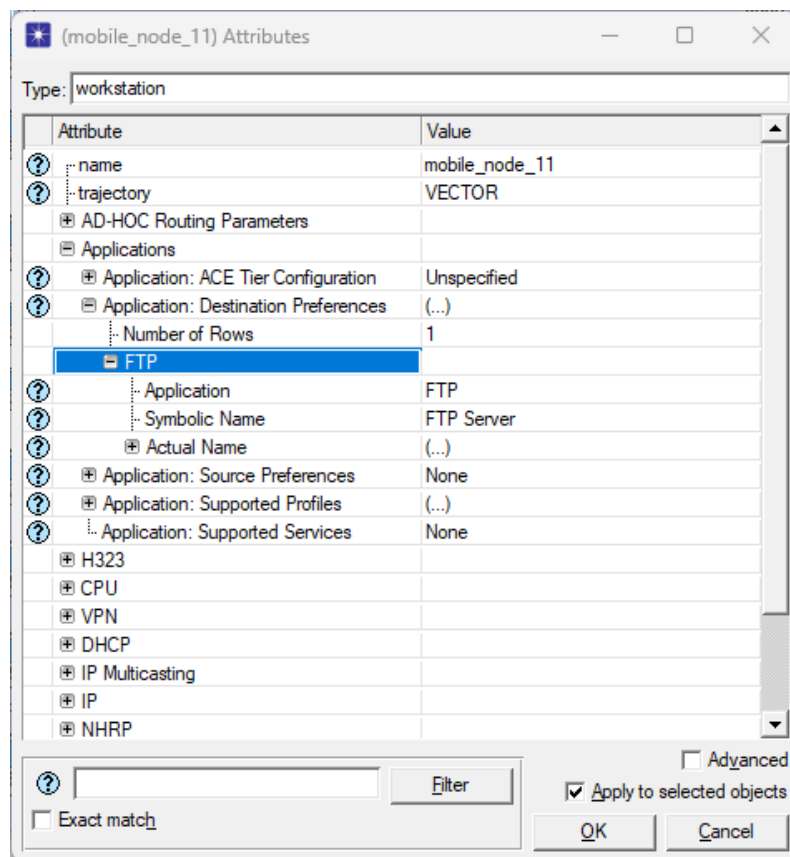 (mobile_node_11) Attributes
Type: workstation
Attribute Value
name mobile_node_11
trajectory VECTOR
AD-HOC Routing Parameters
Applications
Application: ACE Tier Configuration Unspecified
Application: Destination Preferences (...)
Number of Rows 1
FTP
Application FTP
Symbolic Name FTP Server
Actual Name (...)
Application: Source Preferences None
Application: Supported Profiles (...)
Application: Supported Services None
H323
CPU
VPN
DHCP
IP Multicasting
IP
NHRP
Advanced
Filter
Apply to selected objects
Exact match
OK Cancel